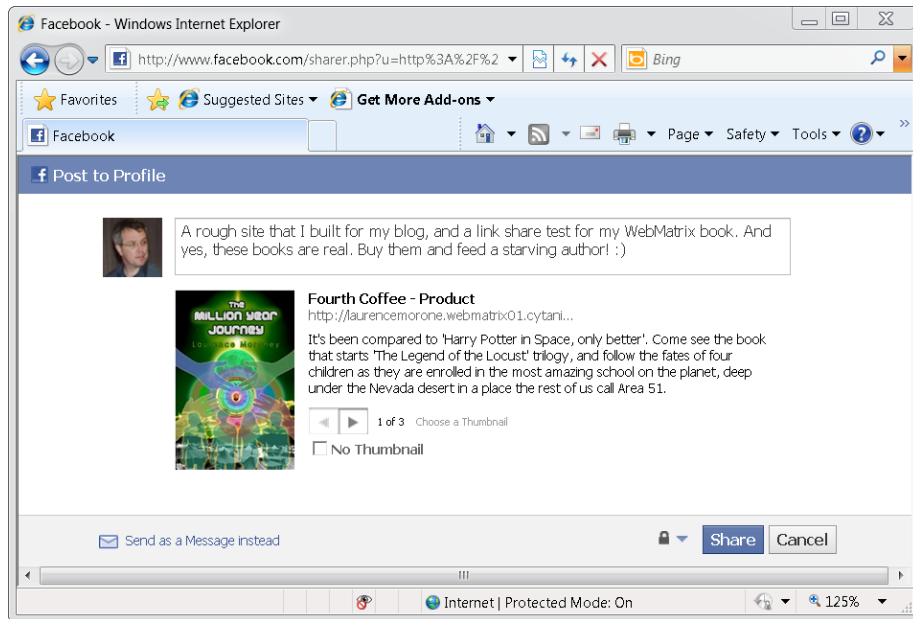 Facebook - Windows Internet Explorer
http://www.facebook.com/sharer.php?u=http%3A%2F%2
Bing
Favorites Suggested Sites Get More Add-ons
Facebook
Page Safety Tools
Post to Profile
A rough site that I built for my blog, and a link share test for my WebMatrix book. And
yes, these books are real. Buy them and feed a starving author! :)
The
Million Year
Journey
Laurence Moroney
Fourth Coffee - Product
http://laurencemorone.webmatrix01.cytani...
It's been compared to 'Harry Potter in Space, only better'. Come see the book
that starts 'The Legend of the Locust' trilogy, and follow the fates of four
children as they are enrolled in the most amazing school on the planet, deep
under the Nevada desert in a place the rest of us call Area 51.
1 of 3 Choose a Thumbnail
No Thumbnail
Send as a Message instead
Share Cancel
Internet | Protected Mode: On
125%